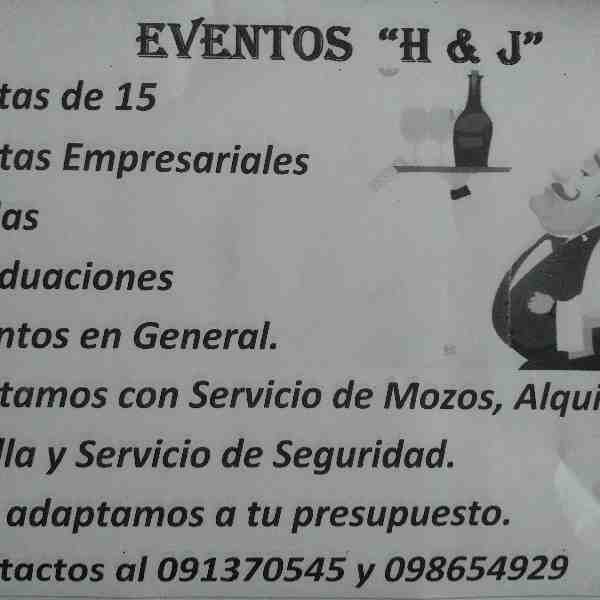 EVENTOS “H & J”
tas de 15
tas Empresariales
das
duaciones
ntos en General.
tamos con Servicio de Mozos, Alqui
lla y Servicio de Seguridad.
adaptamos a tu presupuesto.
tactos al 091370545 y 098654929